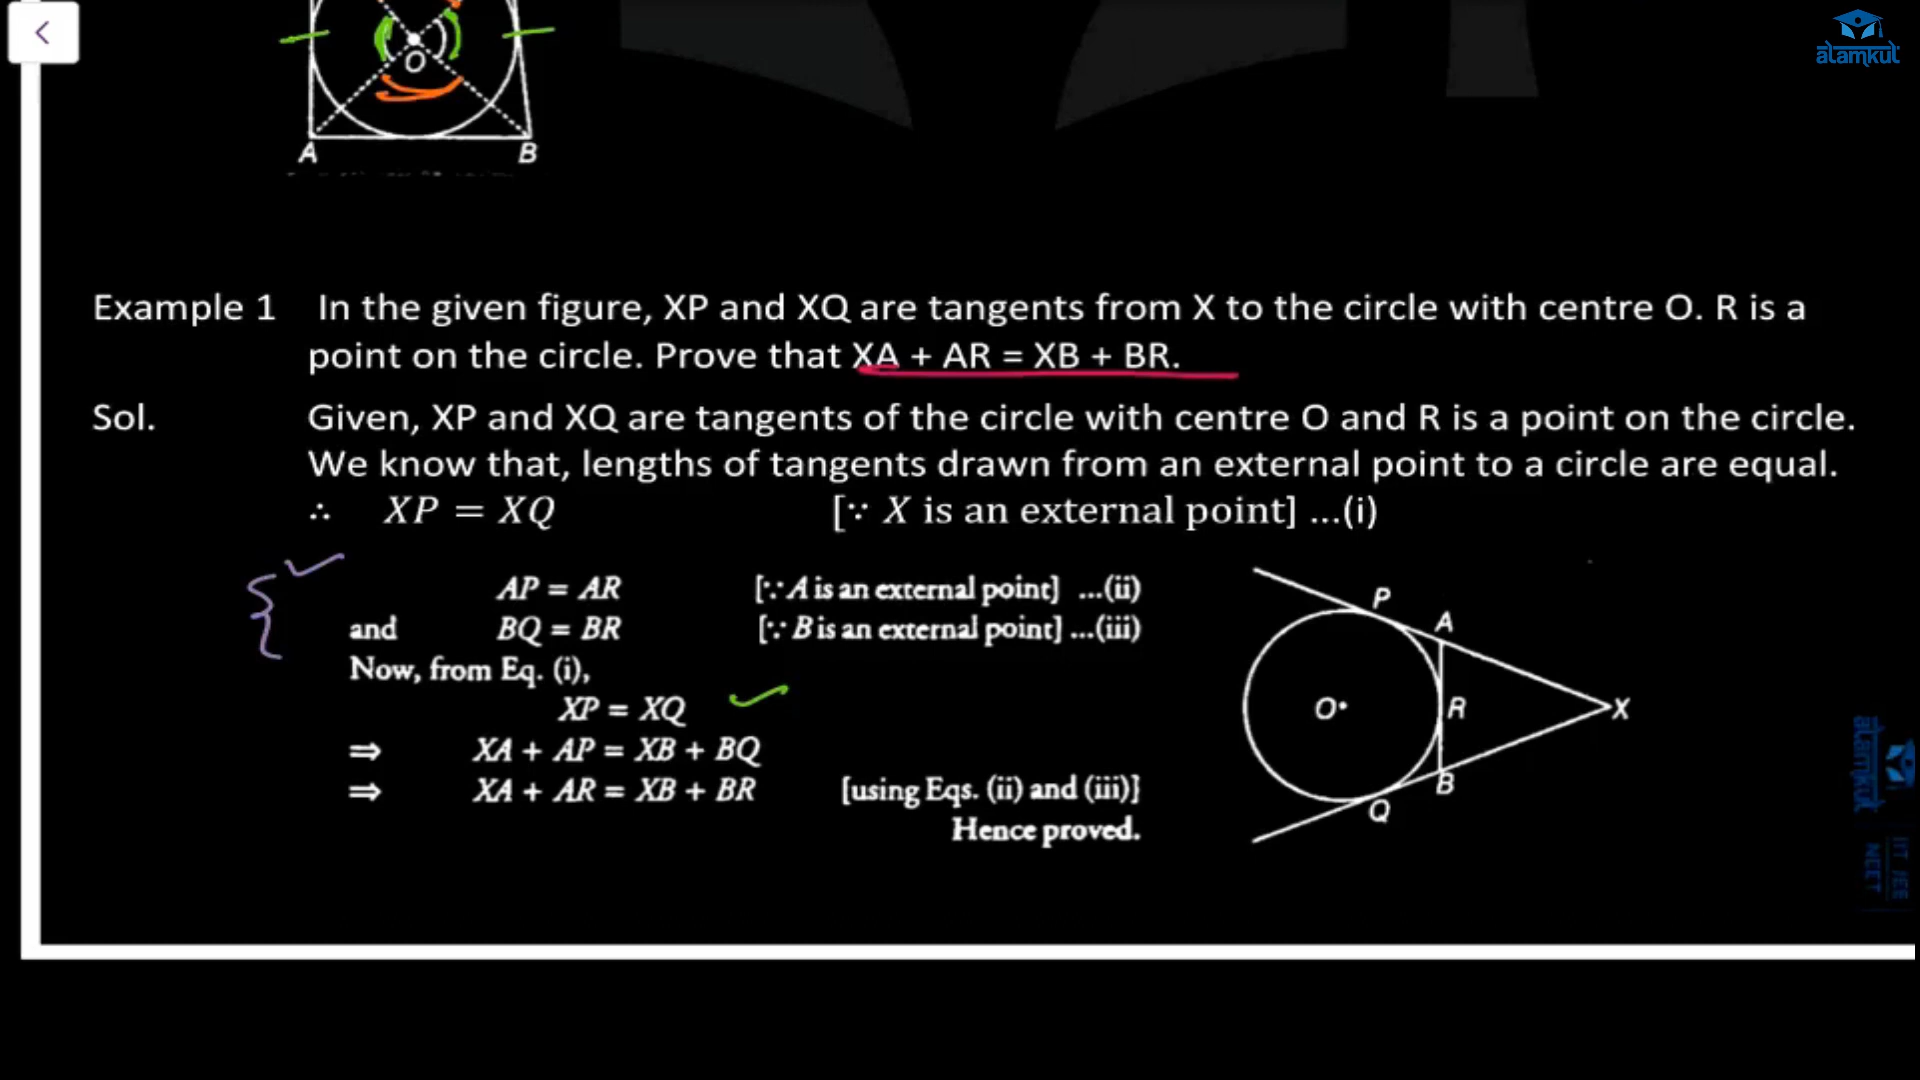 alamkul
O
A B
Example 1 In the given figure, XP and XQ are tangents from X to the circle with centre O. R is a
point on the circle. Prove that XA + AR = XB + BR.
Sol. Given, XP and XQ are tangents of the circle with centre O and R is a point on the circle.
We know that, lengths of tangents drawn from an external point to a circle are equal.
∴ XP = XQ [∵ X is an external point] ...(i)
AP = AR [∵ A is an external point] ...(ii)
and BQ = BR [∵ B is an external point] ...(iii)
Now, from Eq. (i),
XP = XQ
⇒ XA + AP = XB + BQ
⇒ XA + AR = XB + BR [using Eqs. (ii) and (iii)]
Hence proved.
P
A
O R X
B
Q
alamkul
IIT JEE
NEET